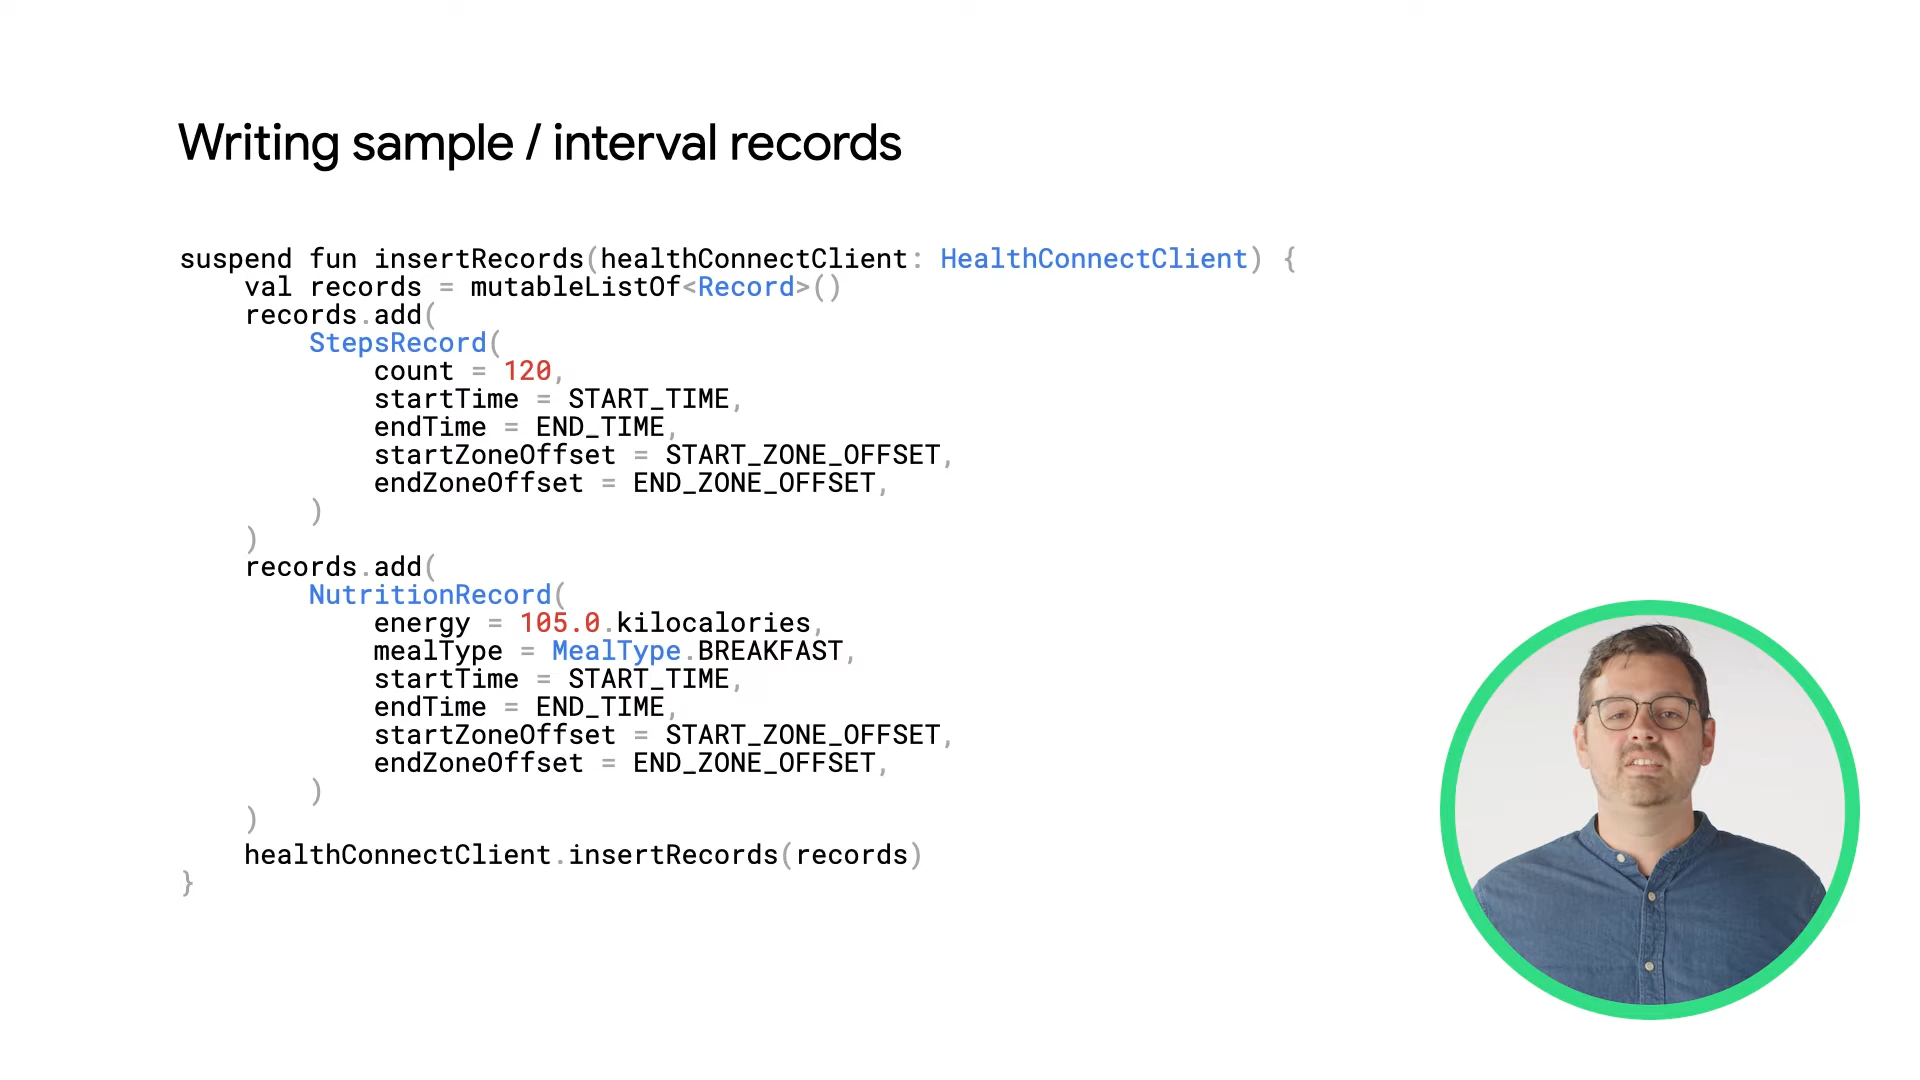 Writing sample / interval records
suspend fun insertRecords(healthConnectClient: HealthConnectClient) {
    val records = mutableListOf<Record>()
    records.add(
        StepsRecord(
            count = 120,
            startTime = START_TIME,
            endTime = END_TIME,
            startZoneOffset = START_ZONE_OFFSET,
            endZoneOffset = END_ZONE_OFFSET,
        )
    )
    records.add(
        NutritionRecord(
            energy = 105.0.kilocalories,
            mealType = MealType.BREAKFAST,
            startTime = START_TIME,
            endTime = END_TIME,
            startZoneOffset = START_ZONE_OFFSET,
            endZoneOffset = END_ZONE_OFFSET,
        )
    )
    healthConnectClient.insertRecords(records)
}